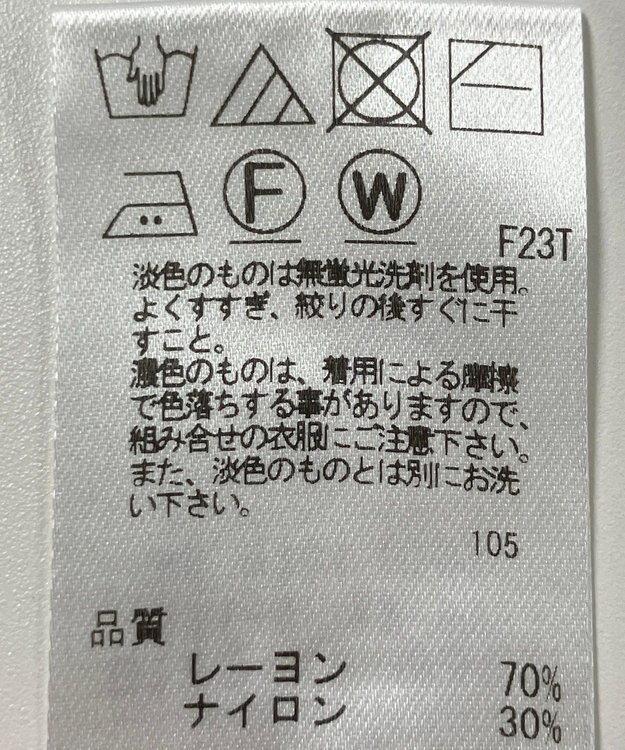 F W
F23T
淡色のものは無蛍光洗剤を使用。
よくすすぎ、絞りの後すぐに干
すこと。
濃色のものは、着用による摩擦
で色落ちする事がありますので、
組み合せの衣服にご注意下さい。
また、淡色のものとは別にお洗
い下さい。
105
品質
レーヨン 70%
ナイロン 30%